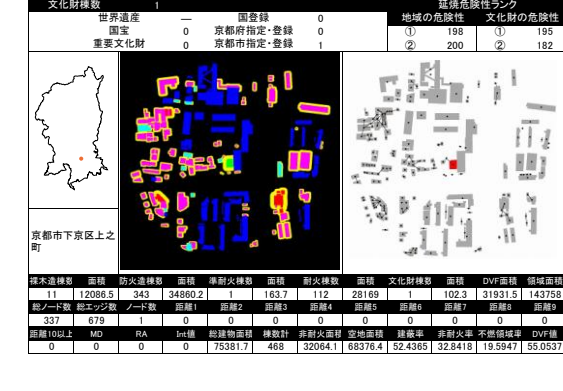 文化財棟数 1 延焼危険性ランク
世界遺産 ― 国登録 0 地域の危険性 文化財の危険性
国宝 0 京都府指定・登録 0 ① 198 ① 195
重要文化財 0 京都市指定・登録 1 ② 200 ② 182
京都市下京区上之町
裸木造棟数 面積 防火造棟数 面積 準耐火棟数 面積 耐火棟数 面積 文化財棟数 面積 DVF面積 領域面積
11 12086.5 343 34860.2 1 163.7 112 28169 1 102.3 31931.5 143758
総ノード数 総エッジ数 ノード数 距離1 距離2 距離3 距離4 距離5 距離6 距離7 距離8 距離9
337 679 1 0 0 0 0 0 0 0 0 0
距離10以上 MD RA Int値 総建物面積 棟数計 非耐火面積 空地面積 建蔽率 非耐火率 不燃領域率 DVF値
0 0 0 0 75381.7 468 32064.1 68376.4 52.4365 32.8418 19.5947 55.0537